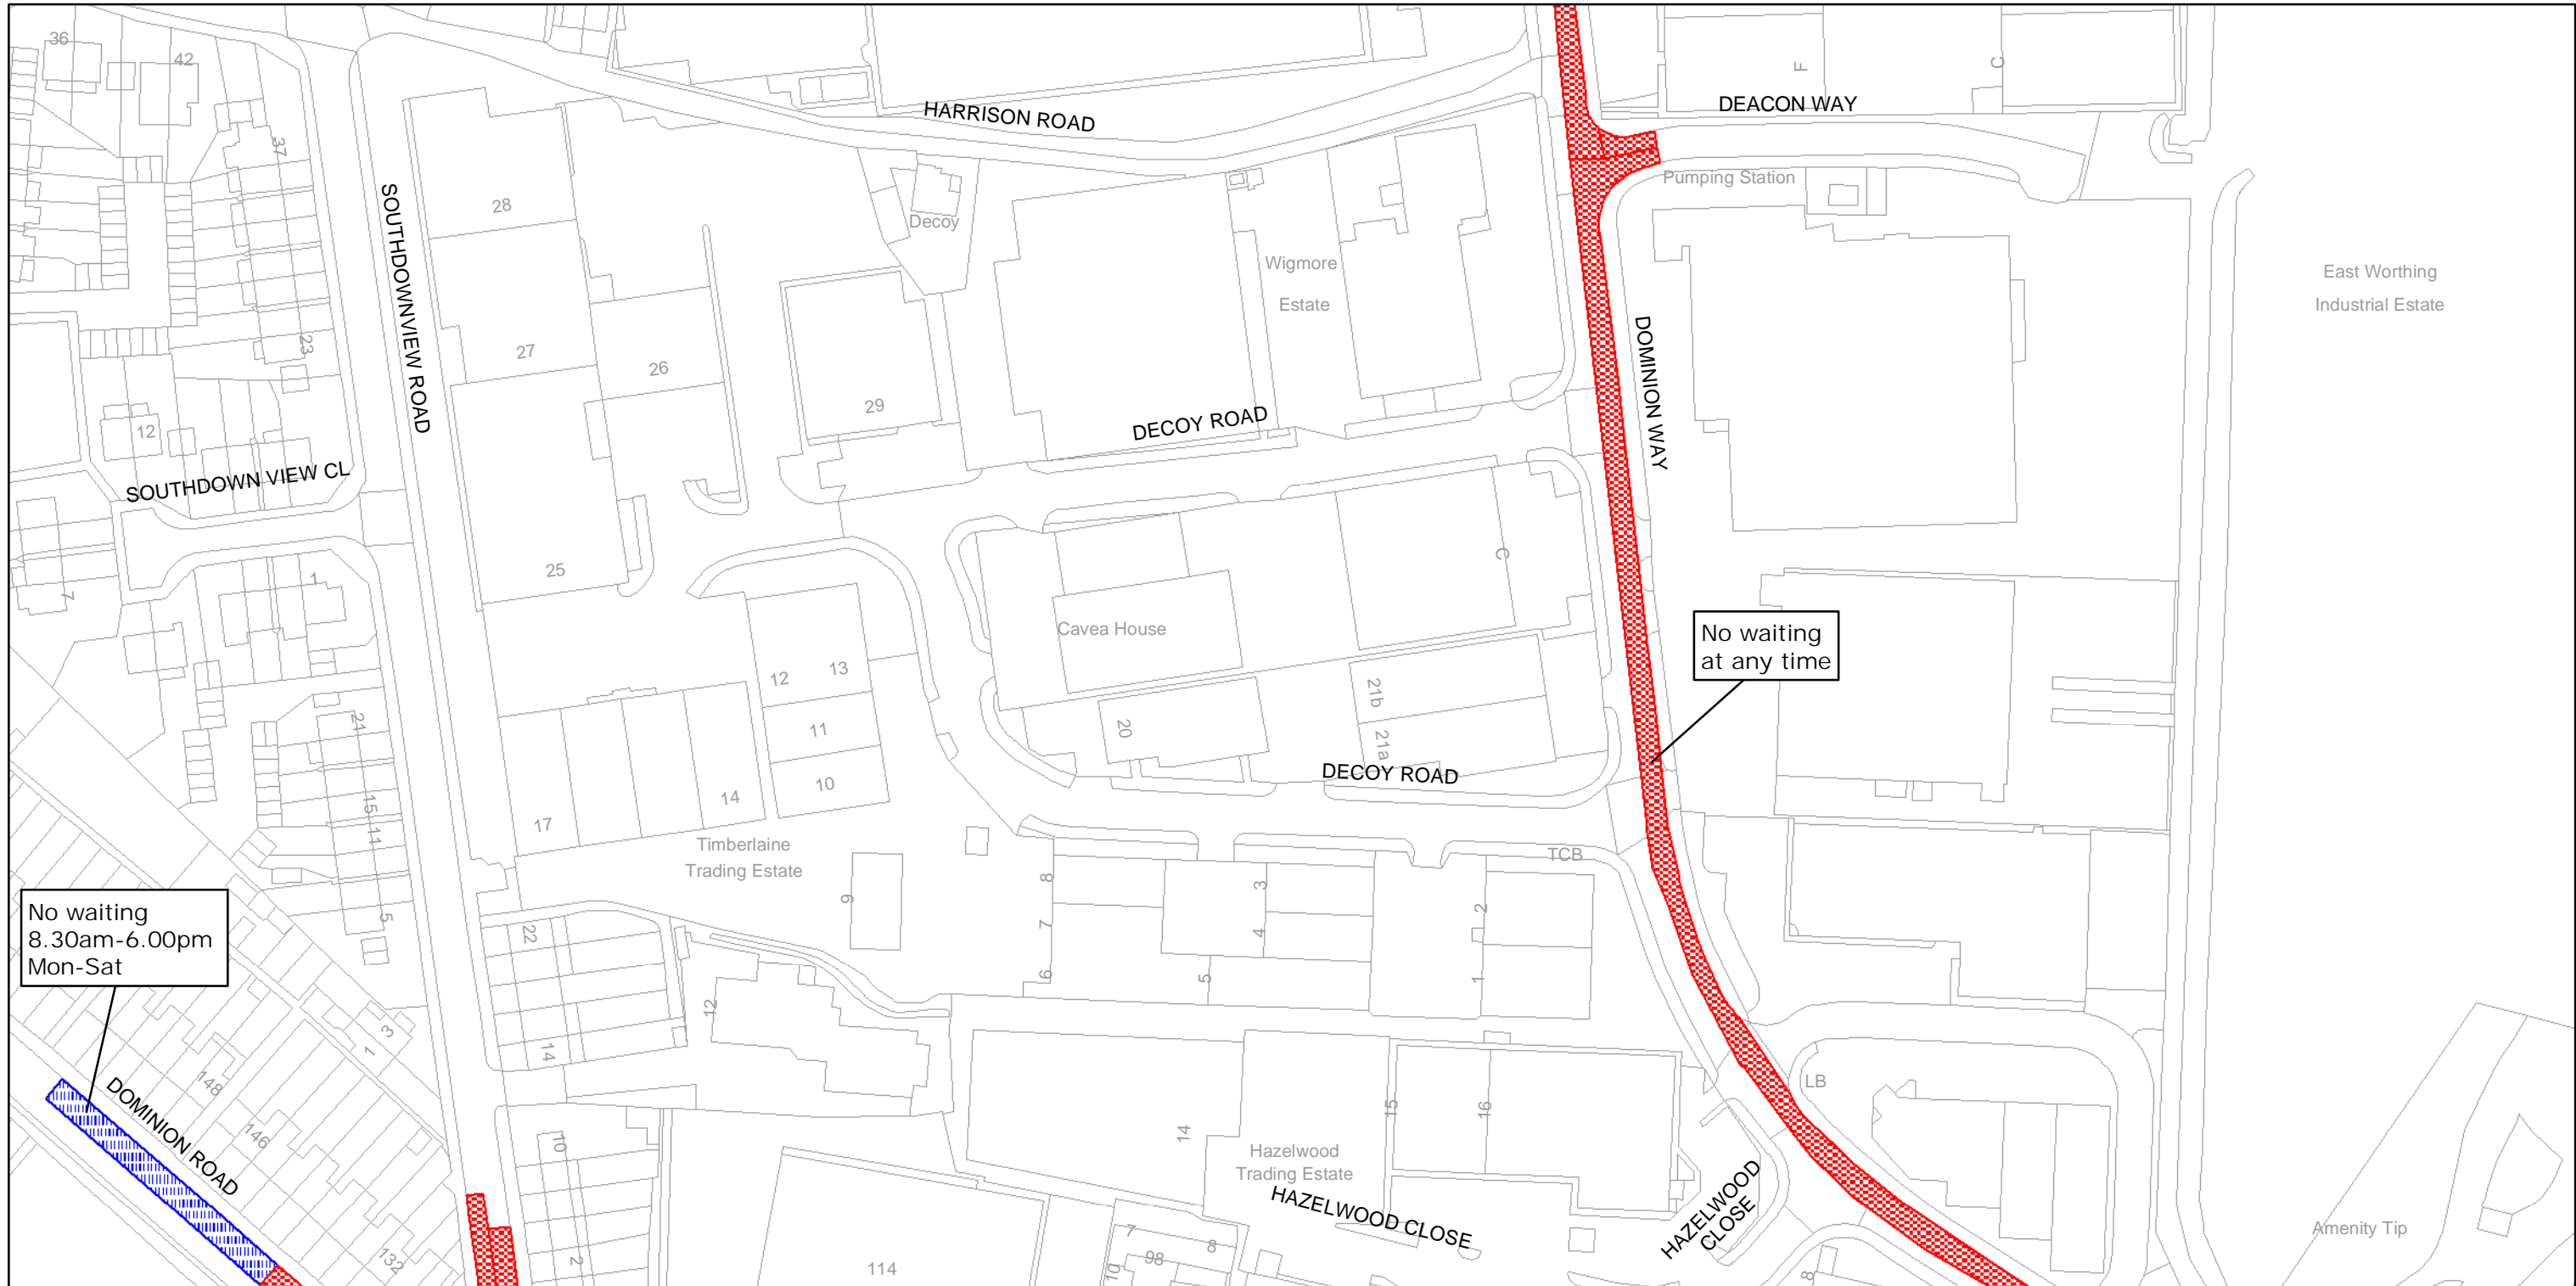 36
42
37
F
C
HARRISON ROAD
DEACON WAY
Pumping Station
SOUTHDOWNVIEW ROAD
28
Decoy
Wigmore
Estate
East Worthing
Industrial Estate
27
26
23
29
DECOY ROAD
DOMINION WAY
12
SOUTHDOWN VIEW CL
25
C
1
7
Cavea House
No waiting
at any time
12
13
11
10
21
20
21b
21a
DECOY ROAD
14
17
15
11
Timberlaine
Trading Estate
TCB
9
8
7
6
3
4
5
2
1
No waiting
8.30am-6.00pm
Mon-Sat
5
22
14
12
3
1
148
146
132
DOMINION ROAD
LB
10
2
14
15
16
Hazelwood
Trading Estate
HAZELWOOD CLOSE
HAZELWOOD
CLOSE
Amenity Tip
114
7
98
8
10
8